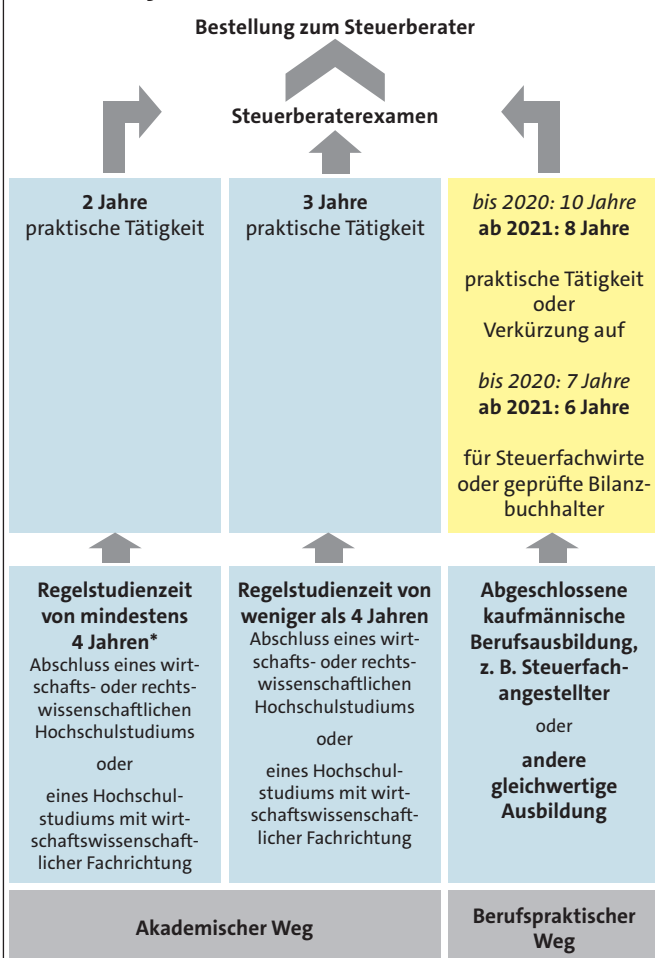 Bestellung zum Steuerberater
Steuerberaterexamen
2 Jahre
praktische Tätigkeit
3 Jahre
praktische Tätigkeit
bis 2020: 10 Jahre
ab 2021: 8 Jahre
praktische Tätigkeit
oder
Verkürzung auf
bis 2020: 7 Jahre
ab 2021: 6 Jahre
für Steuerfachwirte
oder geprüfte Bilanz-
buchhalter
Regelstudienzeit
von mindestens
4 Jahren*
Abschluss eines wirt-
schafts- oder rechts-
wissenschaftlichen
Hochschulstudiums
oder
eines Hochschul-
studiums mit wirt-
schaftswissenschaft-
licher Fachrichtung
Regelstudienzeit von
weniger als 4 Jahren
Abschluss eines wirt-
schafts- oder rechts-
wissenschaftlichen
Hochschulstudiums
oder
eines Hochschul-
studiums mit wirt-
schaftswissenschaft-
licher Fachrichtung
Abgeschlossene
kaufmännische
Berufsausbildung,
z. B. Steuerfach-
angestellter
oder
andere
gleichwertige
Ausbildung
Akademischer Weg
Berufspraktischer
Weg